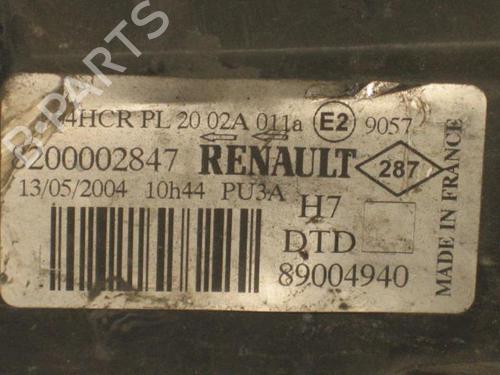 4HCR PL 20 02A 011a E2 9057
8200002847 RENAULT 287
13/05/2004 10h44 PU3A
H7
DTD
89004940
MADE IN FRANCE
B-PARTS